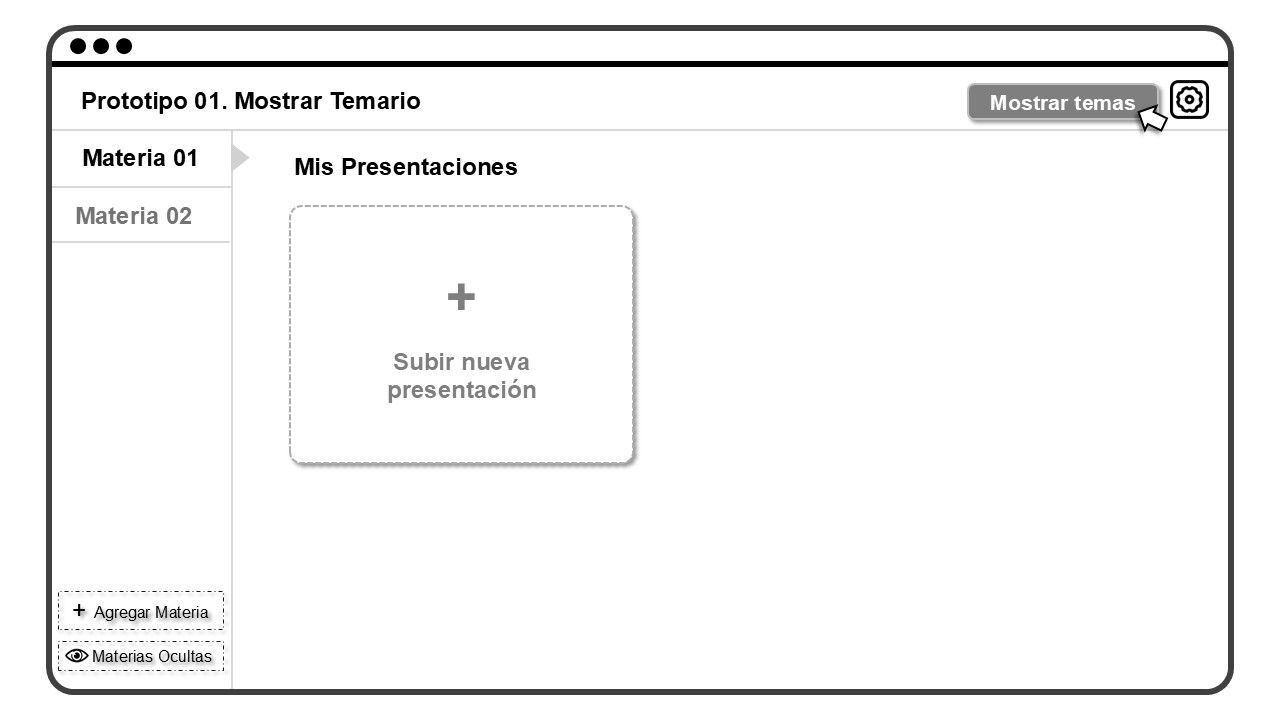 Prototipo 01. Mostrar Temario
Mostrar temas
Materia 01
Materia 02
Mis Presentaciones
+
Subir nueva
presentación
+ Agregar Materia
Materias Ocultas